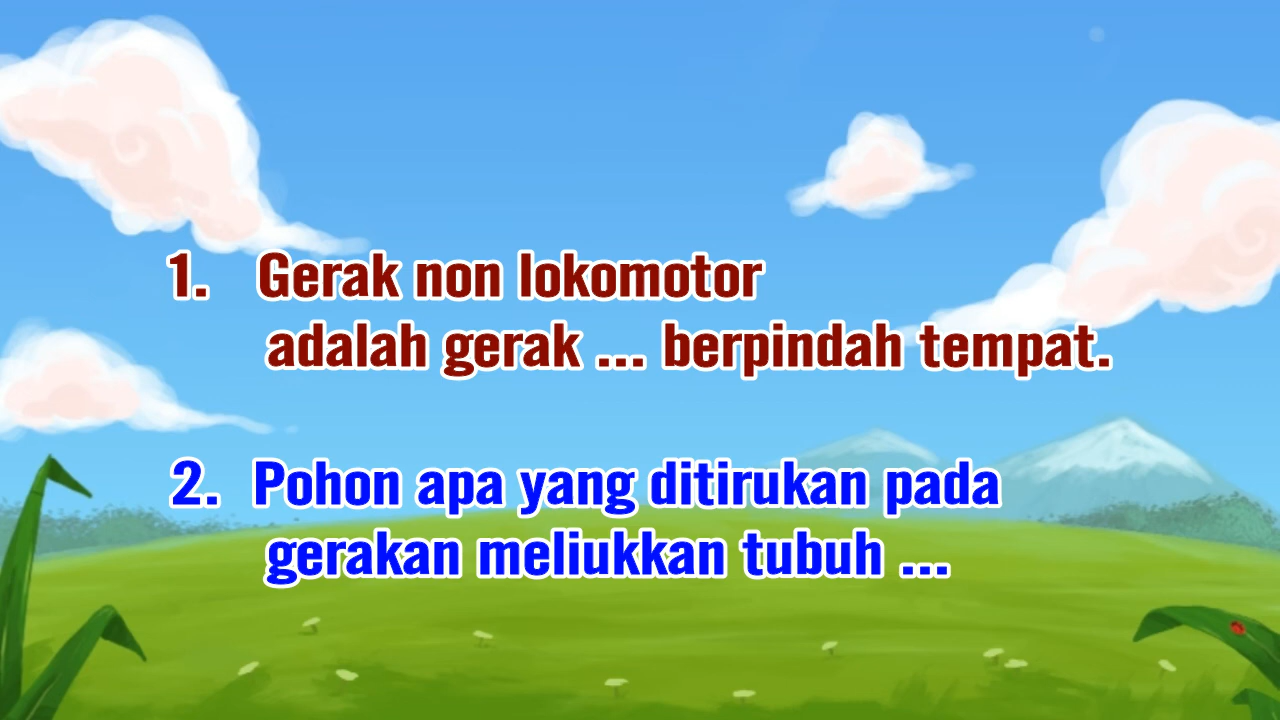 1. Gerak non lokomotor
adalah gerak ... berpindah tempat.
2. Pohon apa yang ditirukan pada
gerakan meliukkan tubuh ...